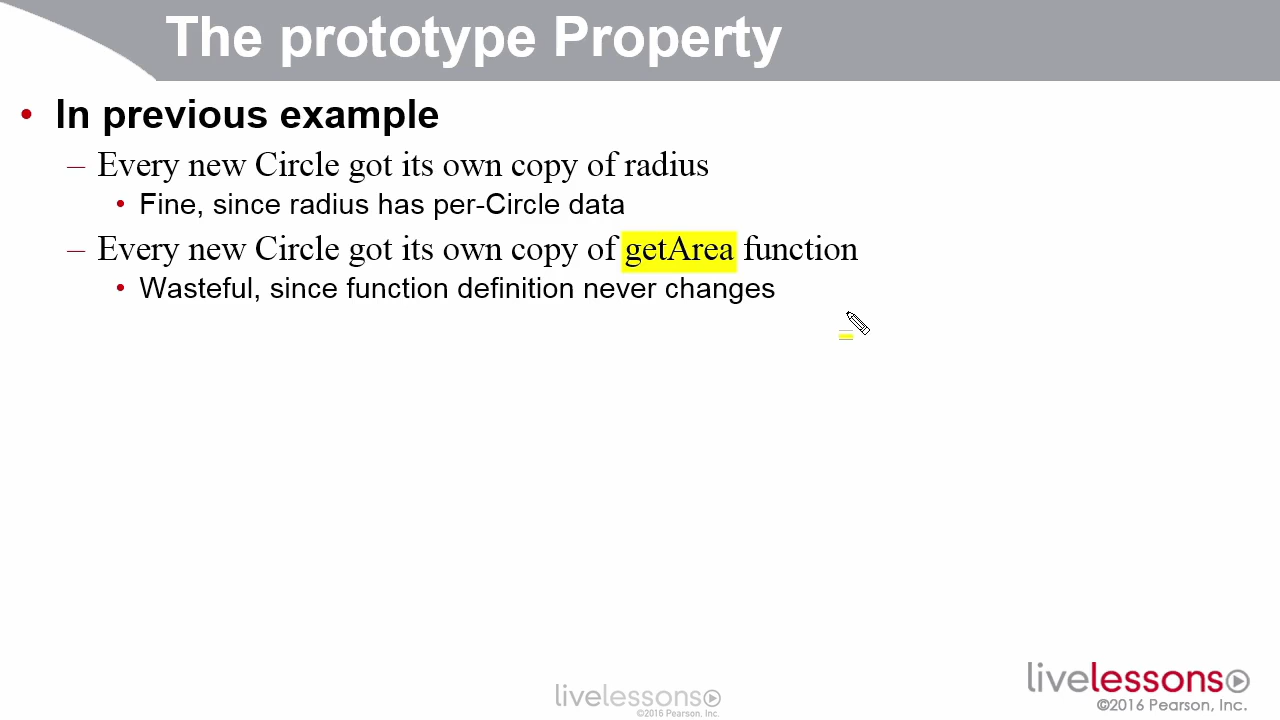 The prototype Property
• In previous example
– Every new Circle got its own copy of radius
• Fine, since radius has per-Circle data
– Every new Circle got its own copy of getArea function
• Wasteful, since function definition never changes
livelessons
©2016 Pearson, Inc.
livelessons
©2016 Pearson, Inc.